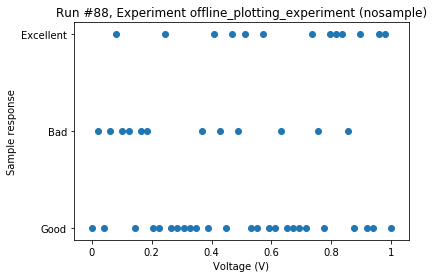 Run #88, Experiment offline_plotting_experiment (nosample)
Excellent
Bad
Good
Sample response
0
0.2
0.4
0.6
0.8
1
Voltage (V)